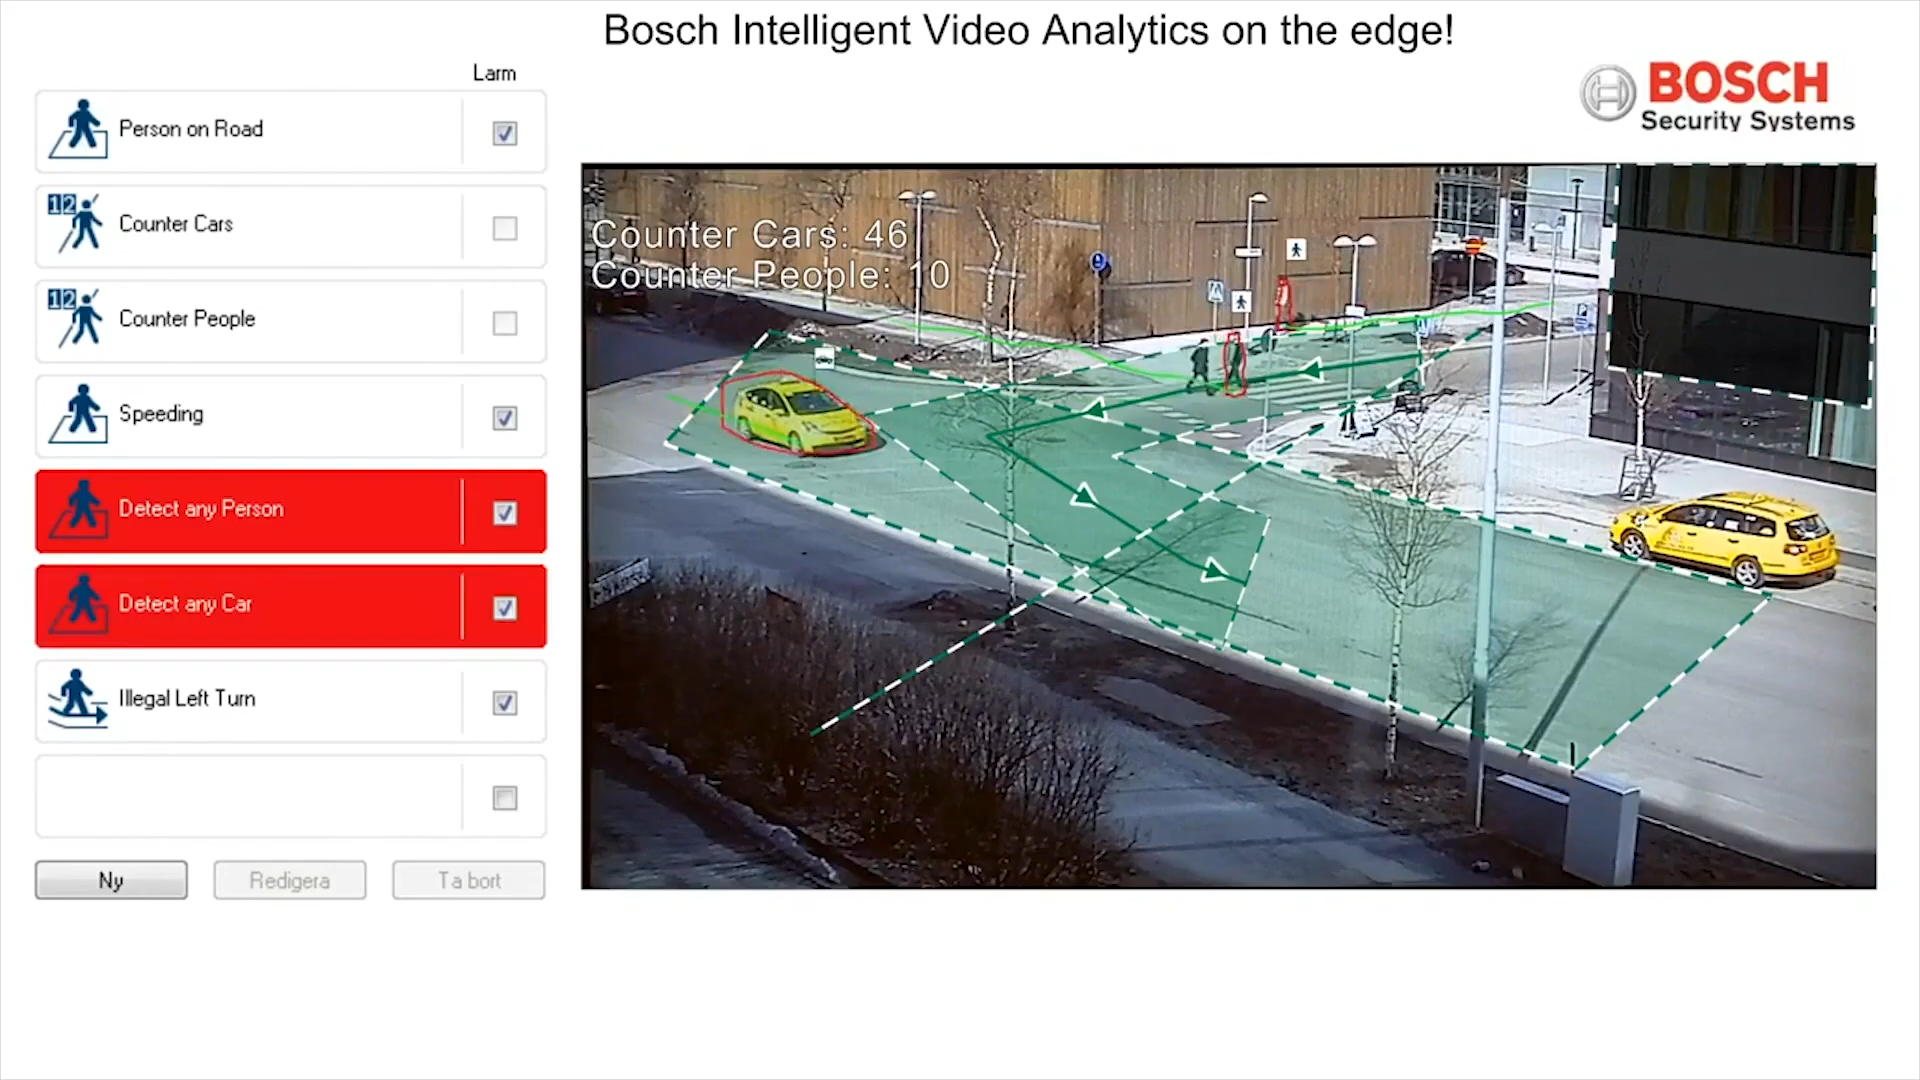 Bosch Intelligent Video Analytics on the edge!
Larm
BOSCH
Security Systems
Person on Road
12
Counter Cars
12
Counter People
Speeding
Detect any Person
Detect any Car
Illegal Left Turn
Ny
Redigera
Ta bort
Counter Cars: 46
Counter People: 10